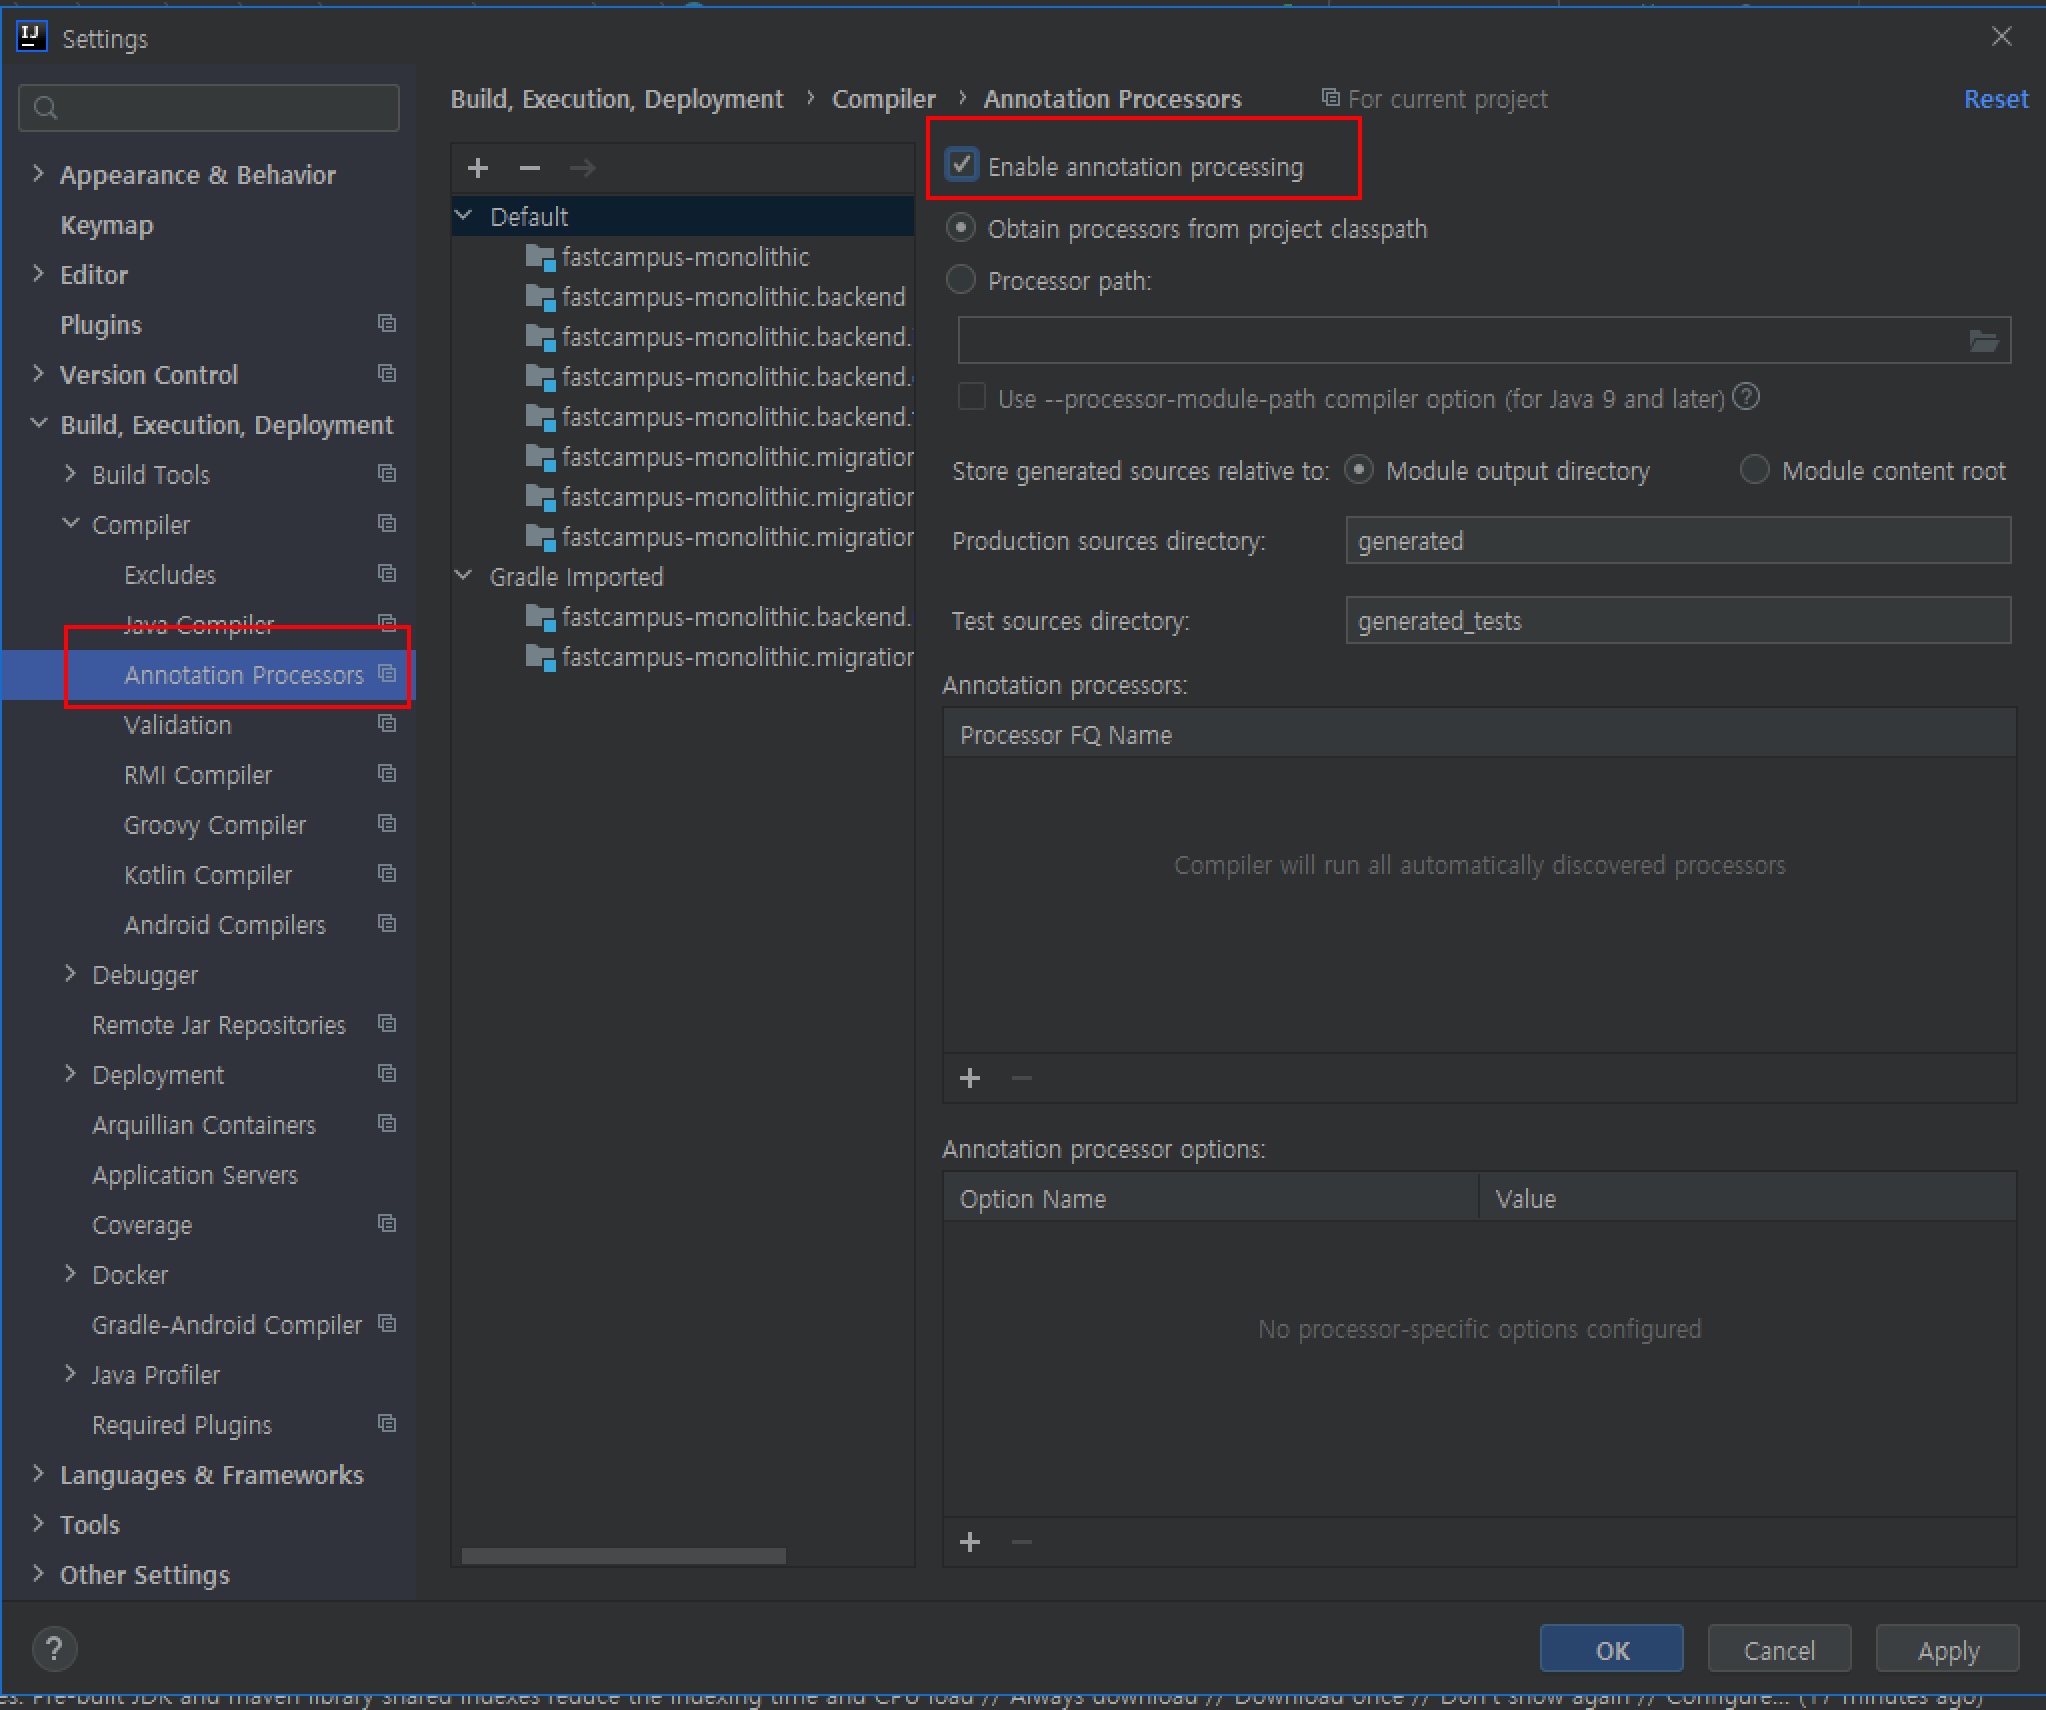 Settings
Appearance & Behavior
Keymap
Editor
Plugins
Version Control
Build, Execution, Deployment
Build Tools
Compiler
Excludes
Java Compiler
Annotation Processors
Validation
RMI Compiler
Groovy Compiler
Kotlin Compiler
Android Compilers
Debugger
Remote Jar Repositories
Deployment
Arquillian Containers
Application Servers
Coverage
Docker
Gradle-Android Compiler
Java Profiler
Required Plugins
Languages & Frameworks
Tools
Other Settings
Build, Execution, Deployment › Compiler › Annotation Processors For current project Reset
Default
fastcampus-monolithic
fastcampus-monolithic.backend
fastcampus-monolithic.backend.
fastcampus-monolithic.backend.
fastcampus-monolithic.backend.
fastcampus-monolithic.migration
fastcampus-monolithic.migration
fastcampus-monolithic.migration
Gradle Imported
fastcampus-monolithic.backend.
fastcampus-monolithic.migration
Enable annotation processing
Obtain processors from project classpath
Processor path:
Use --processor-module-path compiler option (for Java 9 and later) ?
Store generated sources relative to: Module output directory Module content root
Production sources directory: generated
Test sources directory: generated_tests
Annotation processors:
Processor FQ Name
Compiler will run all automatically discovered processors
Annotation processor options:
Option Name Value
No processor-specific options configured
? OK Cancel Apply
es: Pre-built JDK and maven library shared indexes reduce the indexing time and CPU load // Always download // Download once // Don't show again // Configure... (17 minutes ago)